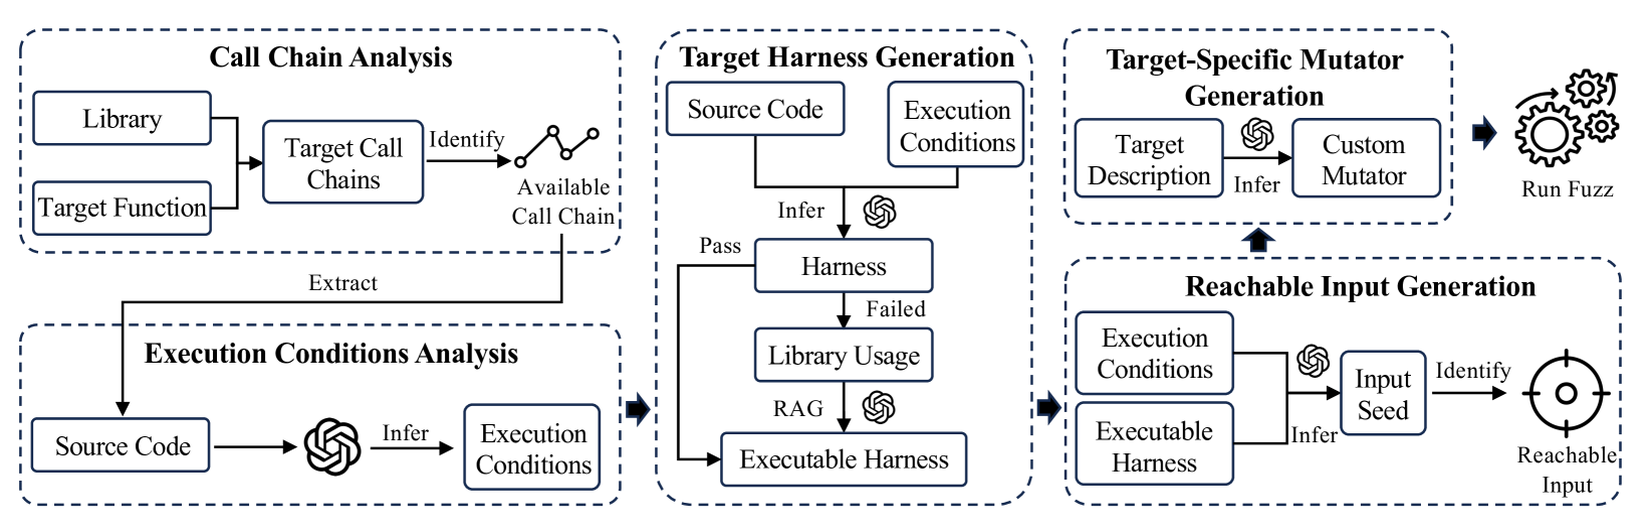 Call Chain Analysis
Library
Target Function
Target Call
Chains
Identify
Available
Call Chain
Extract
Execution Conditions Analysis
Source Code
Infer
Execution
Conditions
Target Harness Generation
Source Code
Execution
Conditions
Infer
Pass
Harness
Failed
Library Usage
RAG
Executable Harness
Target-Specific Mutator
Generation
Target
Description
Infer
Custom
Mutator
Run Fuzz
Reachable Input Generation
Execution
Conditions
Executable
Harness
Infer
Input
Seed
Identify
Reachable
Input